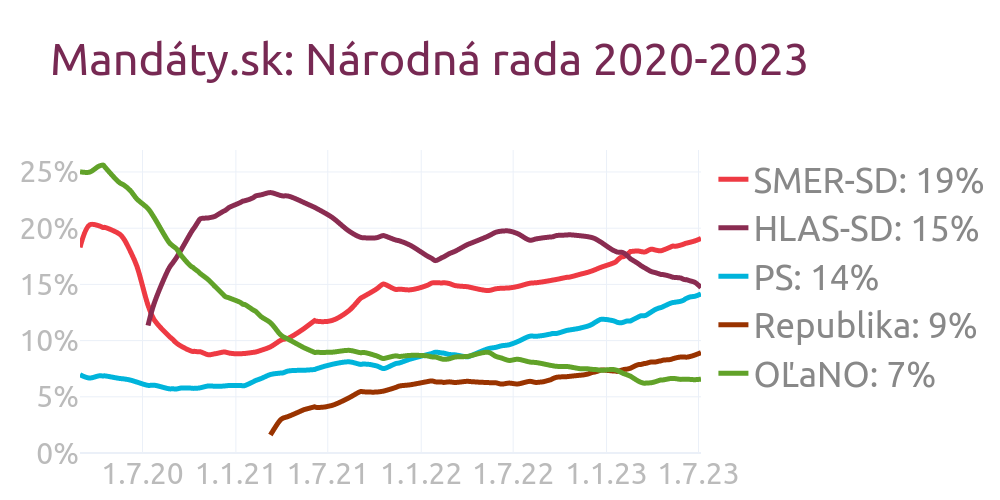 Mandáty.sk: Národná rada 2020-2023
25%
20%
15%
10%
5%
0%
1.7.20 1.1.21 1.7.21 1.1.22 1.7.22 1.1.23 1.7.23
SMER-SD: 19%
HLAS-SD: 15%
PS: 14%
Republika: 9%
OĽaNO: 7%